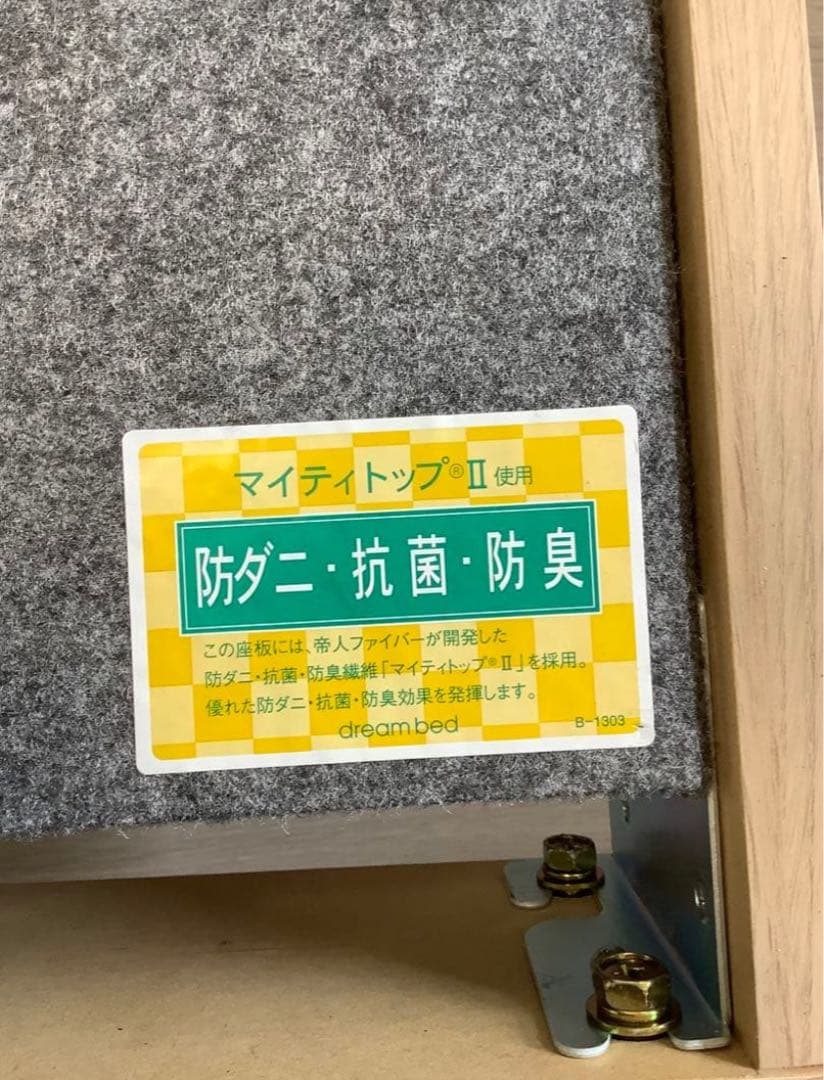 マイティトップ®Ⅱ使用
防ダニ・抗菌・防臭
この座板には、帝人ファイバーが開発した
防ダニ・抗菌・防臭繊維「マイティトップ®Ⅱ」を採用。
優れた防ダニ・抗菌・防臭効果を発揮します。
dream bed
B-1303